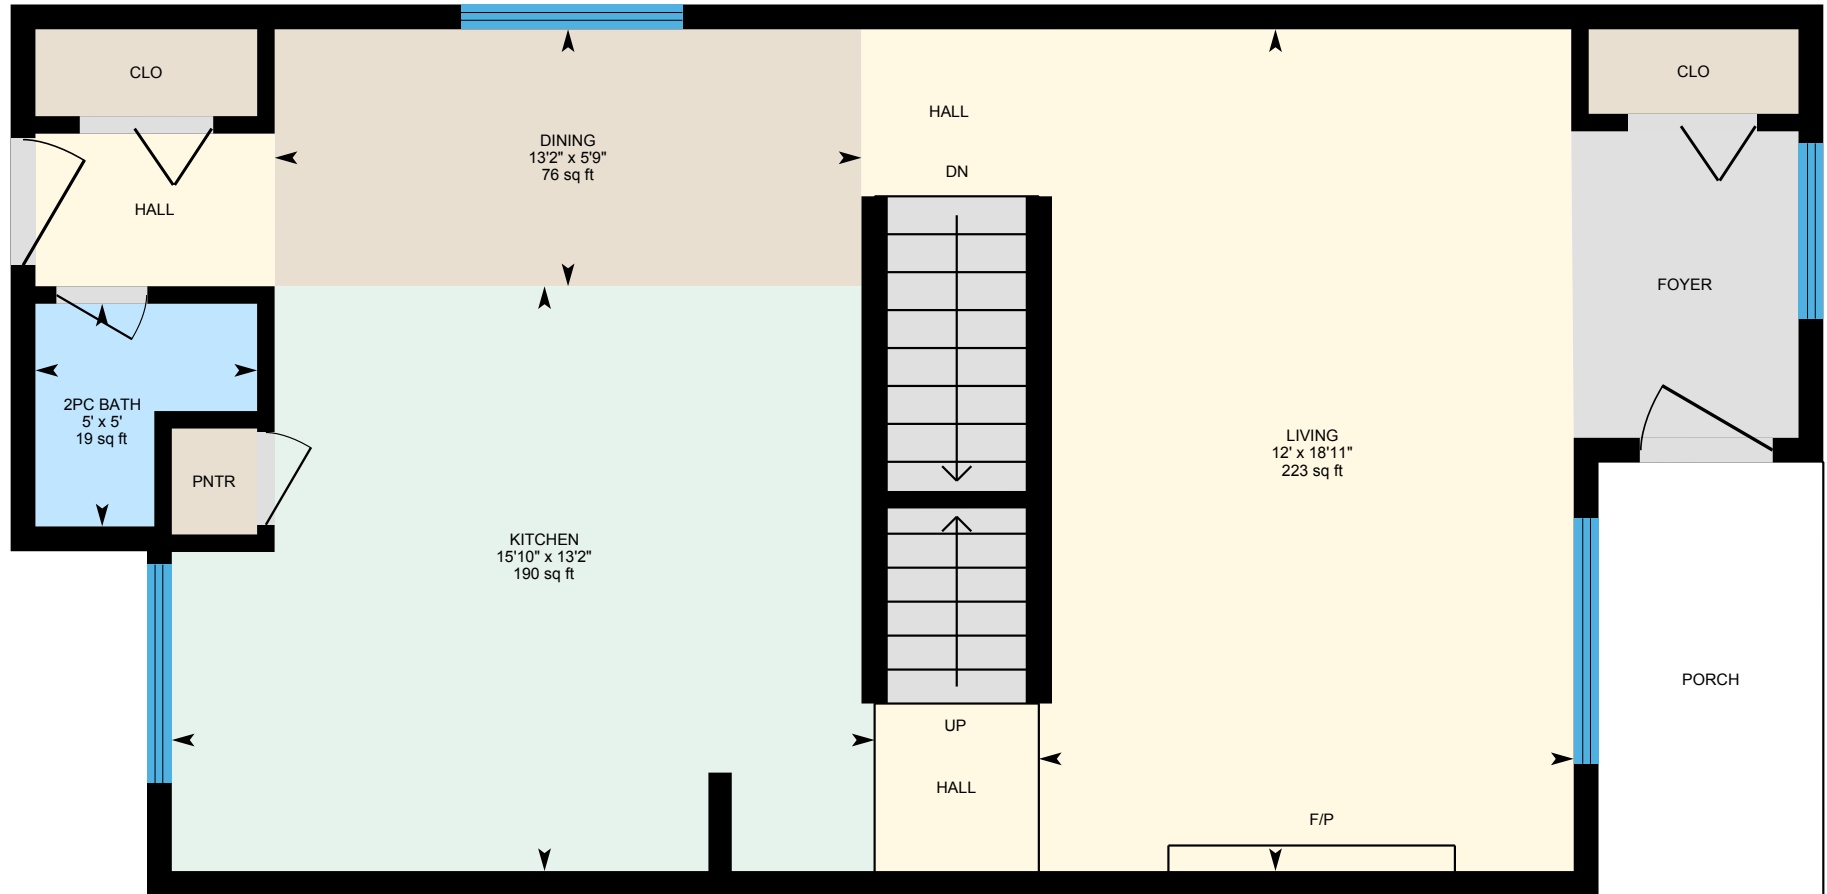 CLO
CLO
HALL
DINING
13'2" x 5'9"
76 sq ft
DN
HALL
FOYER
2PC BATH
5' x 5'
19 sq ft
LIVING
12' x 18'11"
223 sq ft
PNTR
KITCHEN
15'10" x 13'2"
190 sq ft
PORCH
UP
HALL
F/P